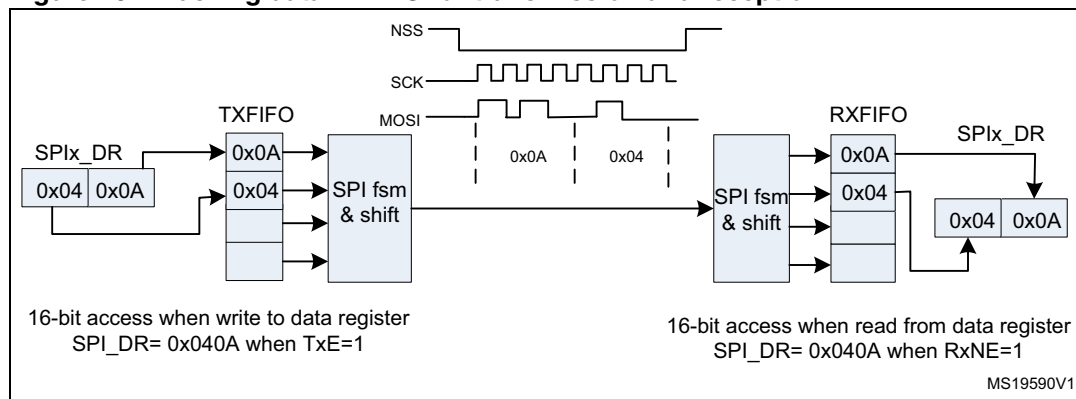 NSS
SCK
MOSI
TXFIFO
RXFIFO
SPIx_DR
SPIx_DR
0x04 0x0A
0x0A
0x04
SPI fsm
& shift
0x0A
0x04
SPI fsm
& shift
0x0A
0x04
0x04 0x0A
16-bit access when write to data register
SPI_DR= 0x040A when TxE=1
16-bit access when read from data register
SPI_DR= 0x040A when RxNE=1
MS19590V1